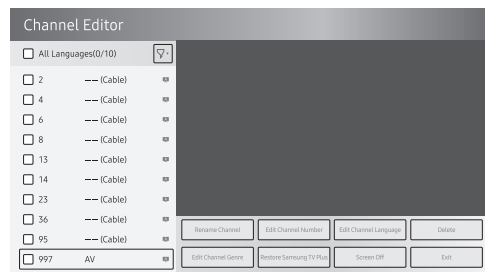 Channel Editor
All Languages(0/10)
2 −− (Cable)
4 −− (Cable)
6 −− (Cable)
8 −− (Cable)
13 −− (Cable)
14 −− (Cable)
23 −− (Cable)
36 −− (Cable)
95 −− (Cable)
997 AV
Rename Channel Edit Channel Number Edit Channel Language Delete
Edit Channel Genre Restore Samsung TV Plus Screen Off Exit